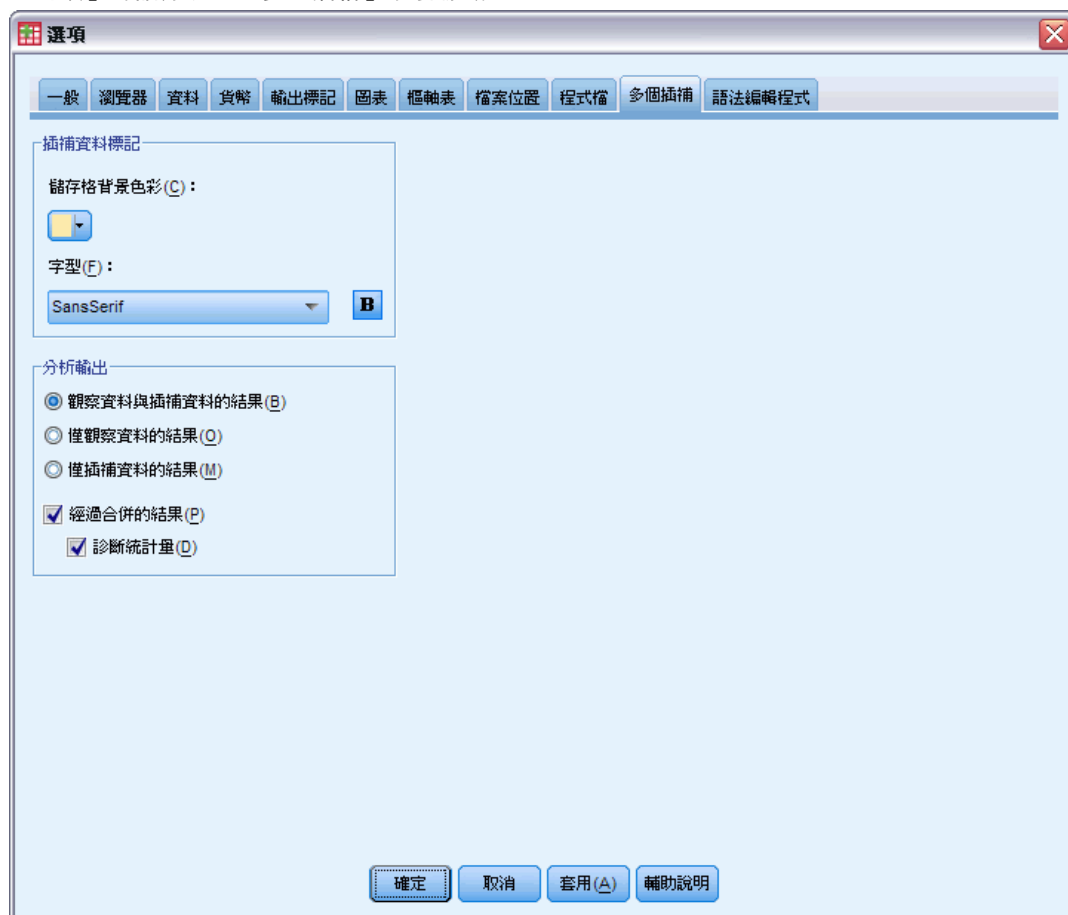 選項
一般 瀏覽器 資料 貨幣 輸出標記 圖表 樞軸表 檔案位置 程式檔 多個插補 語法編輯程式
插補資料標記
儲存格背景色彩(C)：
字型(F)：
SansSerif B
分析輸出
觀察資料與插補資料的結果(B)
僅觀察資料的結果(O)
僅插補資料的結果(M)
經過合併的結果(P)
診斷統計量(D)
確定 取消 套用(A) 輔助說明